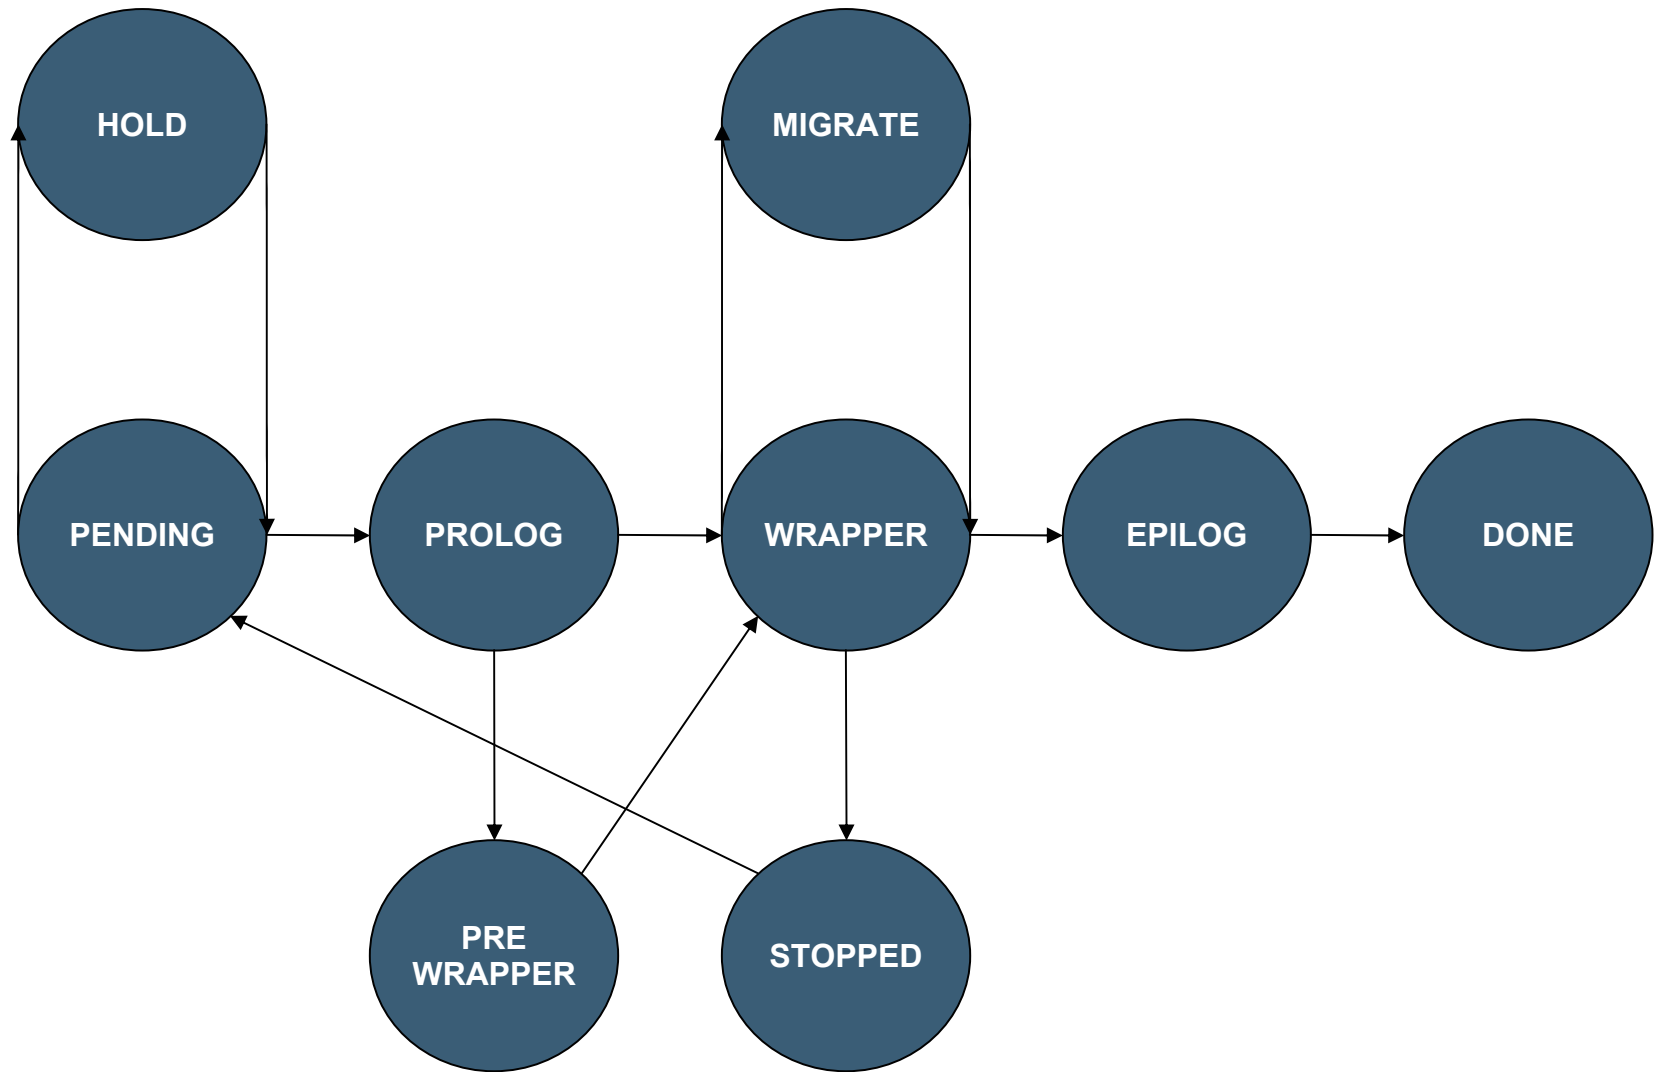 HOLD
MIGRATE
PENDING
PROLOG
WRAPPER
EPILOG
DONE
PRE
WRAPPER
STOPPED